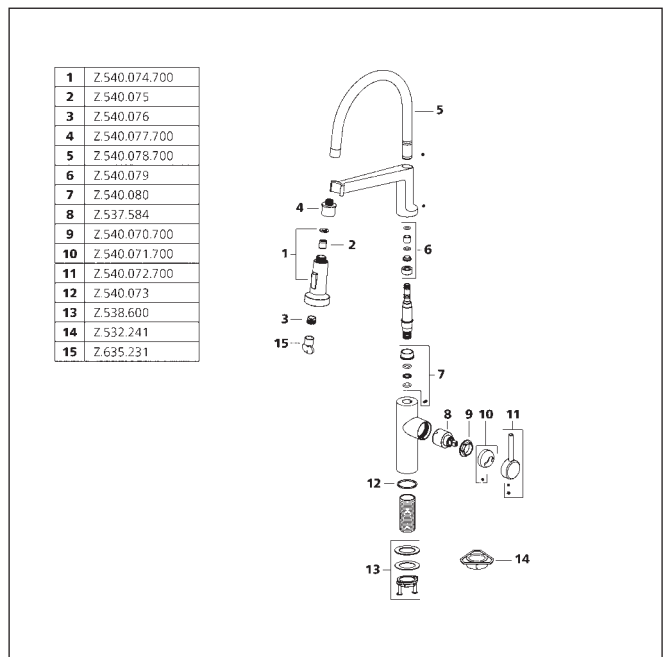 1 Z.540.074.700
2 Z.540.075
3 Z.540.076
4 Z.540.077.700
5 Z.540.078.700
6 Z.540.079
7 Z.540.080
8 Z.537.584
9 Z.540.070.700
10 Z.540.071.700
11 Z.540.072.700
12 Z.540.073
13 Z.538.600
14 Z.532.241
15 Z.635.231
5
4
1
2
6
3
15
7
8
9
10
11
12
13
14